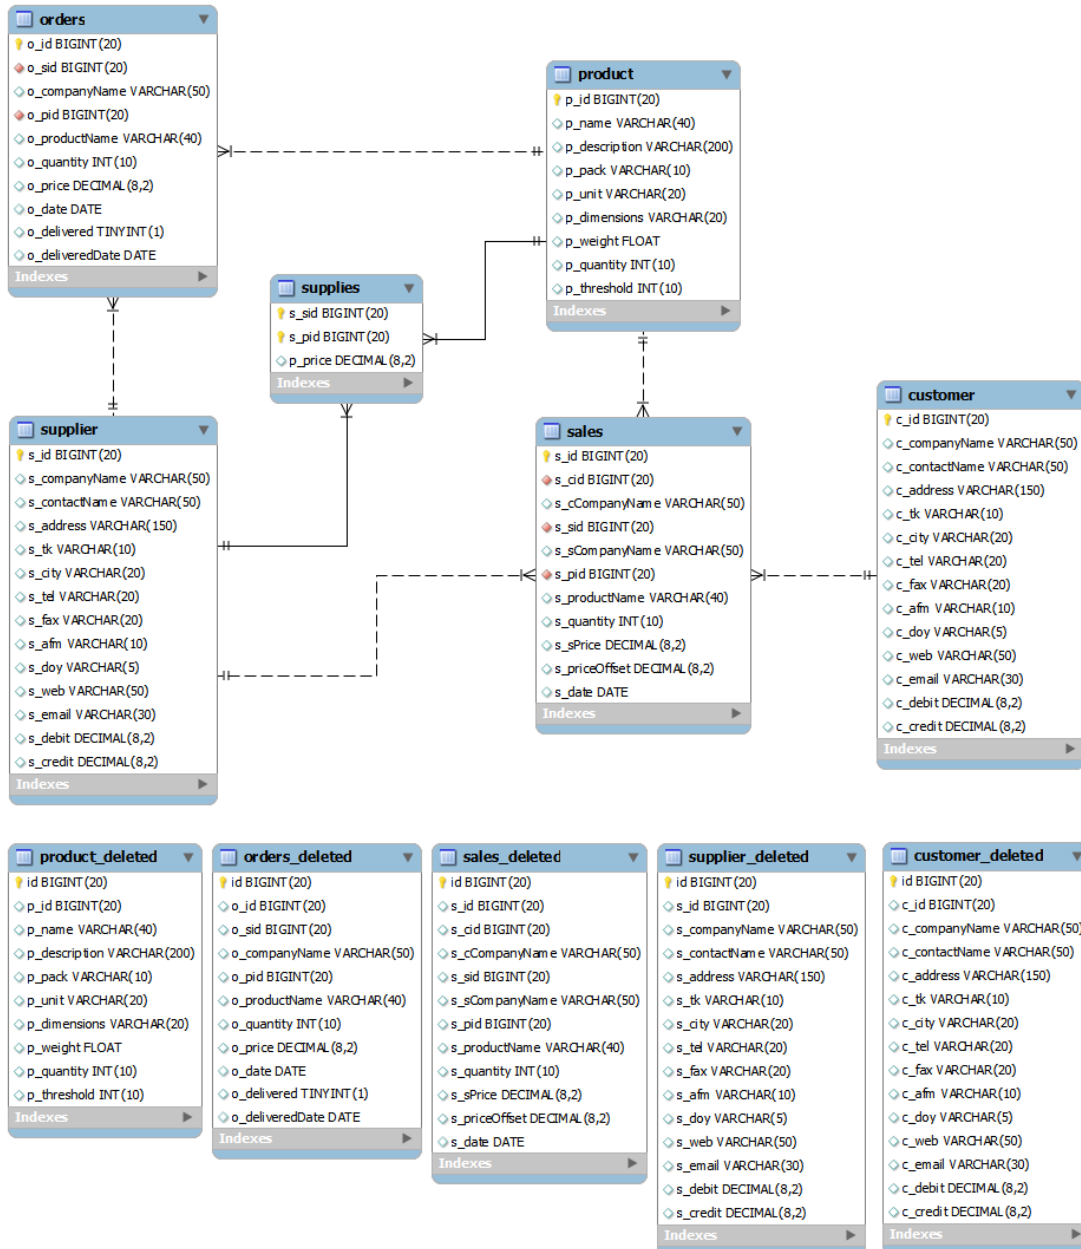 orders
o_id BIGINT(20)
o_sid BIGINT(20)
o_companyName VARCHAR(50)
o_pid BIGINT(20)
o_productName VARCHAR(40)
o_quantity INT(10)
o_price DECIMAL(8,2)
o_date DATE
o_delivered TINYINT(1)
o_deliveredDate DATE
Indexes
product
p_id BIGINT(20)
p_name VARCHAR(40)
p_description VARCHAR(200)
p_pack VARCHAR(10)
p_unit VARCHAR(20)
p_dimensions VARCHAR(20)
p_weight FLOAT
p_quantity INT(10)
p_threshold INT(10)
Indexes
supplies
s_sid BIGINT(20)
s_pid BIGINT(20)
p_price DECIMAL(8,2)
Indexes
supplier
s_id BIGINT(20)
s_companyName VARCHAR(50)
s_contactName VARCHAR(50)
s_address VARCHAR(150)
s_tk VARCHAR(10)
s_city VARCHAR(20)
s_tel VARCHAR(20)
s_fax VARCHAR(20)
s_afm VARCHAR(10)
s_doy VARCHAR(5)
s_web VARCHAR(50)
s_email VARCHAR(30)
s_debit DECIMAL(8,2)
s_credit DECIMAL(8,2)
Indexes
sales
s_id BIGINT(20)
s_cid BIGINT(20)
s_cCompanyName VARCHAR(50)
s_sid BIGINT(20)
s_sCompanyName VARCHAR(50)
s_pid BIGINT(20)
s_productName VARCHAR(40)
s_quantity INT(10)
s_sPrice DECIMAL(8,2)
s_priceOffset DECIMAL(8,2)
s_date DATE
Indexes
customer
c_id BIGINT(20)
c_companyName VARCHAR(50)
c_contactName VARCHAR(50)
c_address VARCHAR(150)
c_tk VARCHAR(10)
c_city VARCHAR(20)
c_tel VARCHAR(20)
c_fax VARCHAR(20)
c_afm VARCHAR(10)
c_doy VARCHAR(5)
c_web VARCHAR(50)
c_email VARCHAR(30)
c_debit DECIMAL(8,2)
c_credit DECIMAL(8,2)
Indexes
product_deleted
id BIGINT(20)
p_id BIGINT(20)
p_name VARCHAR(40)
p_description VARCHAR(200)
p_pack VARCHAR(10)
p_unit VARCHAR(20)
p_dimensions VARCHAR(20)
p_weight FLOAT
p_quantity INT(10)
p_threshold INT(10)
Indexes
orders_deleted
id BIGINT(20)
o_id BIGINT(20)
o_sid BIGINT(20)
o_companyName VARCHAR(50)
o_pid BIGINT(20)
o_productName VARCHAR(40)
o_quantity INT(10)
o_price DECIMAL(8,2)
o_date DATE
o_delivered TINYINT(1)
o_deliveredDate DATE
Indexes
sales_deleted
id BIGINT(20)
s_id BIGINT(20)
s_cid BIGINT(20)
s_cCompanyName VARCHAR(50)
s_sid BIGINT(20)
s_sCompanyName VARCHAR(50)
s_pid BIGINT(20)
s_productName VARCHAR(40)
s_quantity INT(10)
s_sPrice DECIMAL(8,2)
s_priceOffset DECIMAL(8,2)
s_date DATE
Indexes
supplier_deleted
id BIGINT(20)
s_id BIGINT(20)
s_companyName VARCHAR(50)
s_contactName VARCHAR(50)
s_address VARCHAR(150)
s_tk VARCHAR(10)
s_city VARCHAR(20)
s_tel VARCHAR(20)
s_fax VARCHAR(20)
s_afm VARCHAR(10)
s_doy VARCHAR(5)
s_web VARCHAR(50)
s_email VARCHAR(30)
s_debit DECIMAL(8,2)
s_credit DECIMAL(8,2)
Indexes
customer_deleted
id BIGINT(20)
c_id BIGINT(20)
c_companyName VARCHAR(50)
c_contactName VARCHAR(50)
c_address VARCHAR(150)
c_tk VARCHAR(10)
c_city VARCHAR(20)
c_tel VARCHAR(20)
c_fax VARCHAR(20)
c_afm VARCHAR(10)
c_doy VARCHAR(5)
c_web VARCHAR(50)
c_email VARCHAR(30)
c_debit DECIMAL(8,2)
c_credit DECIMAL(8,2)
Indexes